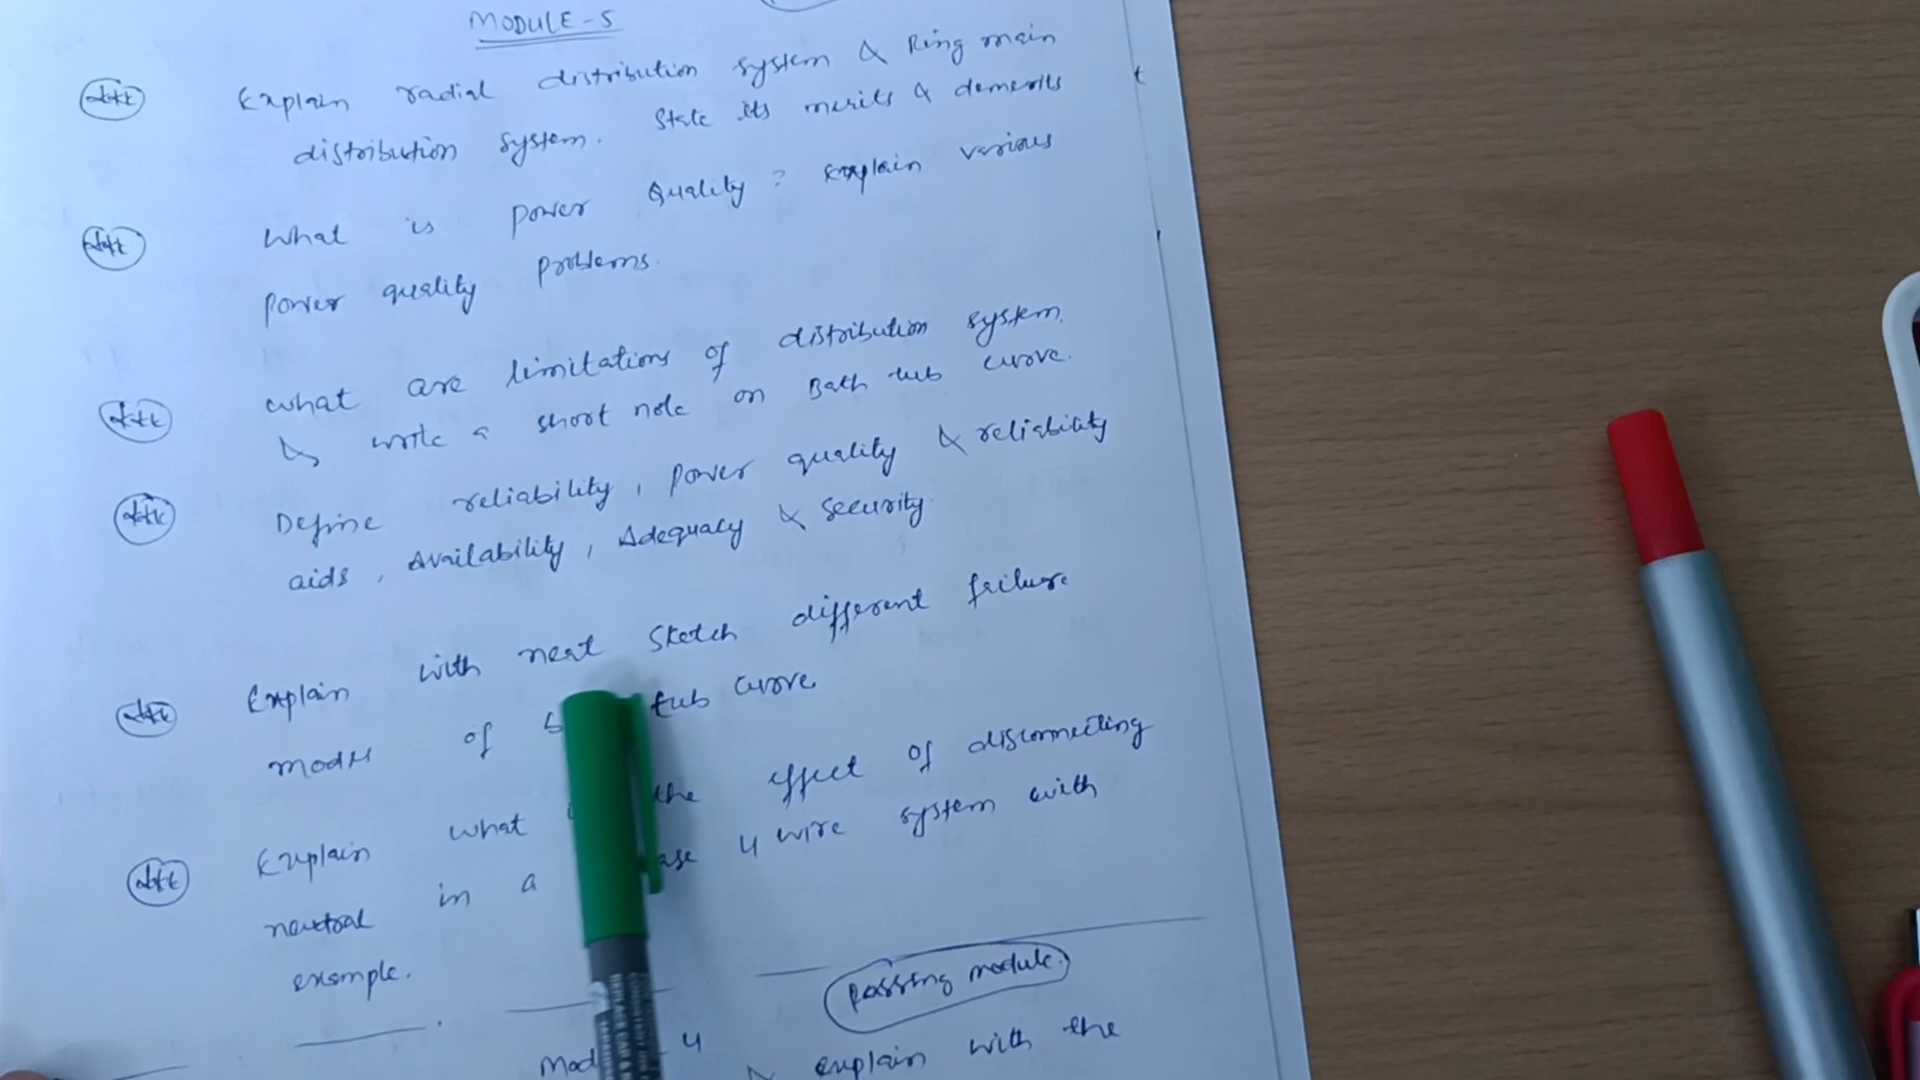 MODULE-5
Explain radial distribution system & Ring main
distribution system. State its merits & demerits
What is power Quality? explain various
power quality problems.
what are limitations of distribution system.
& write a short note on Bath tub curve.
Define reliability, power quality & reliability
aids, Availability, Adequacy & Security.
Explain with neat Sketch different failure
of tub curve
Explain what the effect of disconnecting
neutral in a 4 wire system with
example.
passing module.
4
explain with the